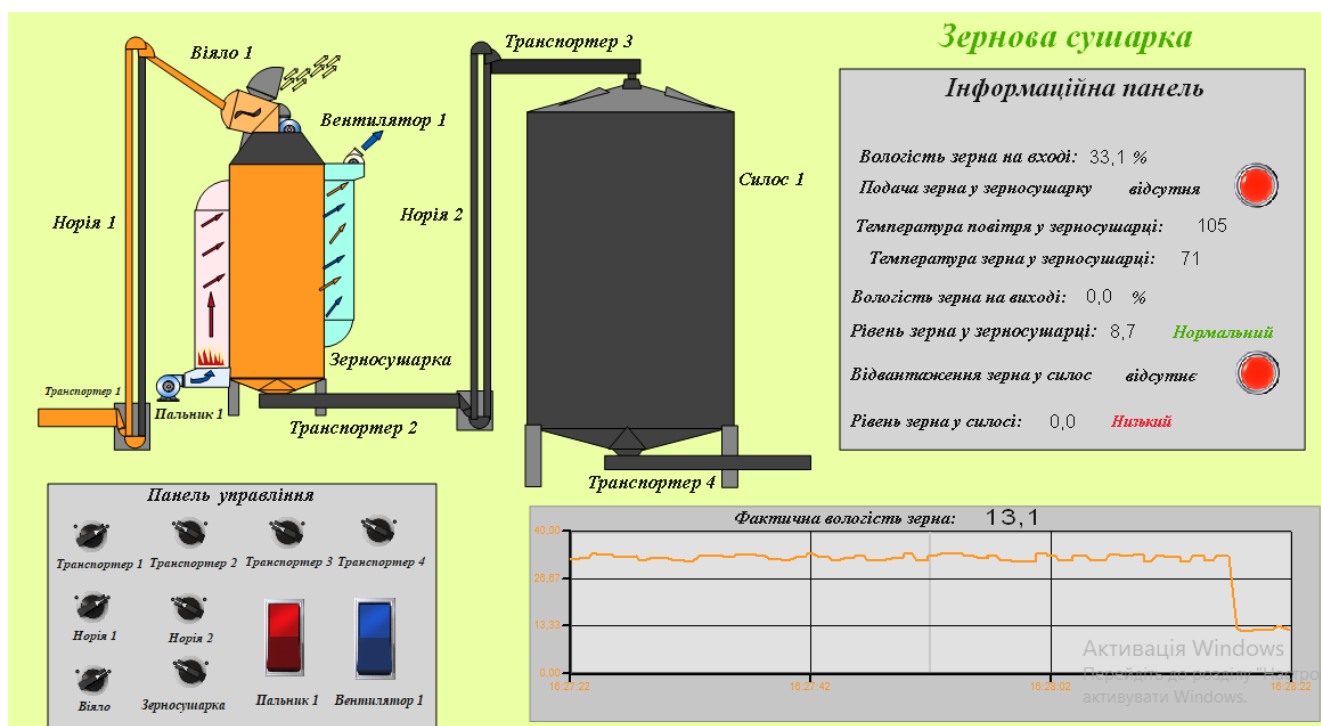 Зернова сушарка
Віяло 1
Транспортер 3
Вентилятор 1
Норія 1
Норія 2
Силос 1
Зерносушарка
Транспортер 1
Пальник 1
Транспортер 2
Транспортер 4
Інформаційна панель
Вологість зерна на вході: 33,1 %
Подача зерна у зерносушарку відсутня
Температура повітря у зерносушарці: 105
Температура зерна у зерносушарці: 71
Вологість зерна на виході: 0,0 %
Рівень зерна у зерносушарці: 8,7 Нормальний
Відвантаження зерна у силос відсутнє
Рівень зерна у силосі: 0,0 Низький
Панель управління
Транспортер 1 Транспортер 2 Транспортер 3 Транспортер 4
Норія 1 Норія 2
Віяло Зерносушарка Пальник 1 Вентилятор 1
Фактична вологість зерна: 13,1
40,00
26,67
13,33
0,00
16:27:22 16:27:42 16:28:02 16:28:22
Активація Windows
Перейдіть до розділу "Настро
активувати Windows.